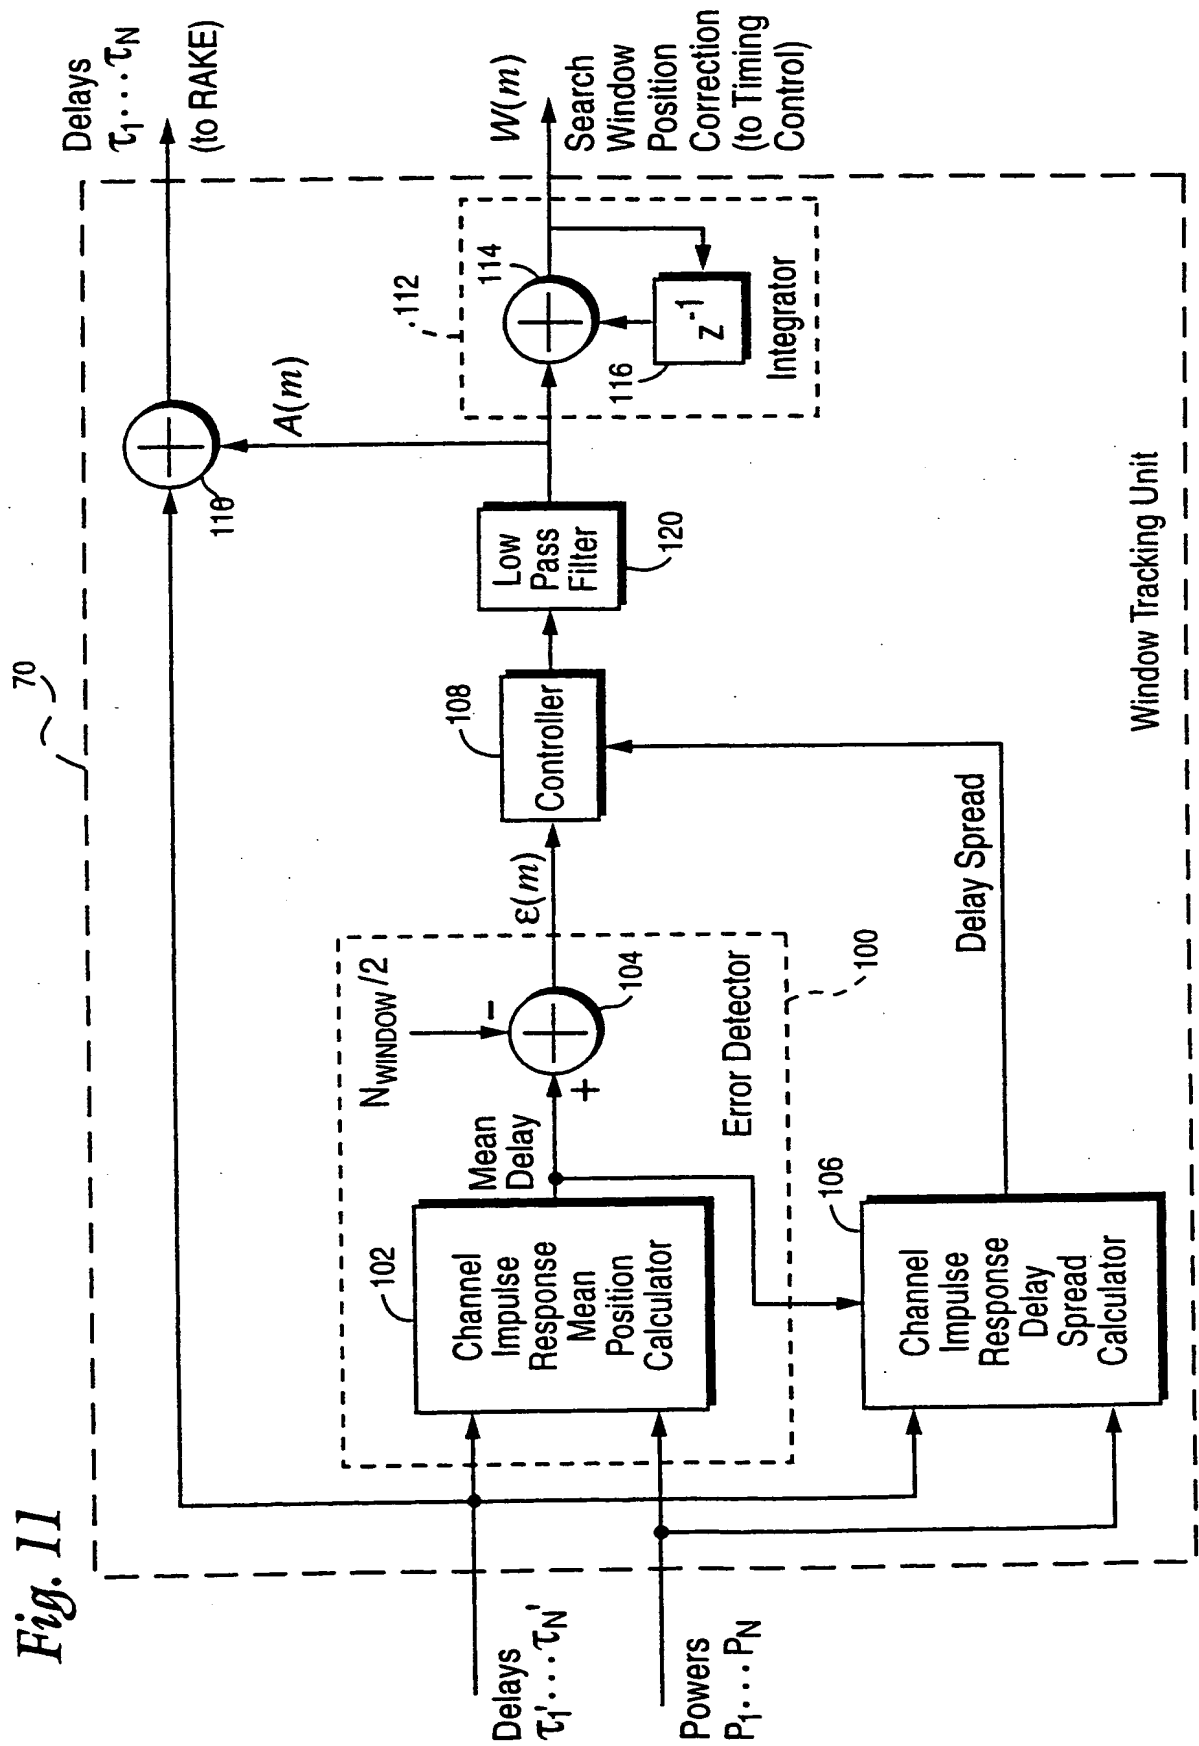 Fig. 11
70
Delays
τ1'···τN'
Powers
P1···PN
102
Channel
Impulse
Response
Mean
Position
Calculator
Mean
Delay
NWINDOW/2
-
+
104
Error Detector
100
ε(m)
106
Channel
Impulse
Response
Delay
Spread
Calculator
Delay Spread
108
Controller
Low
Pass
Filter
120
A(m)
110
112
114
116
z-1
Integrator
Delays
τ1···τN
(to RAKE)
W(m)
Search
Window
Position
Correction
(to Timing
Control)
Window Tracking Unit